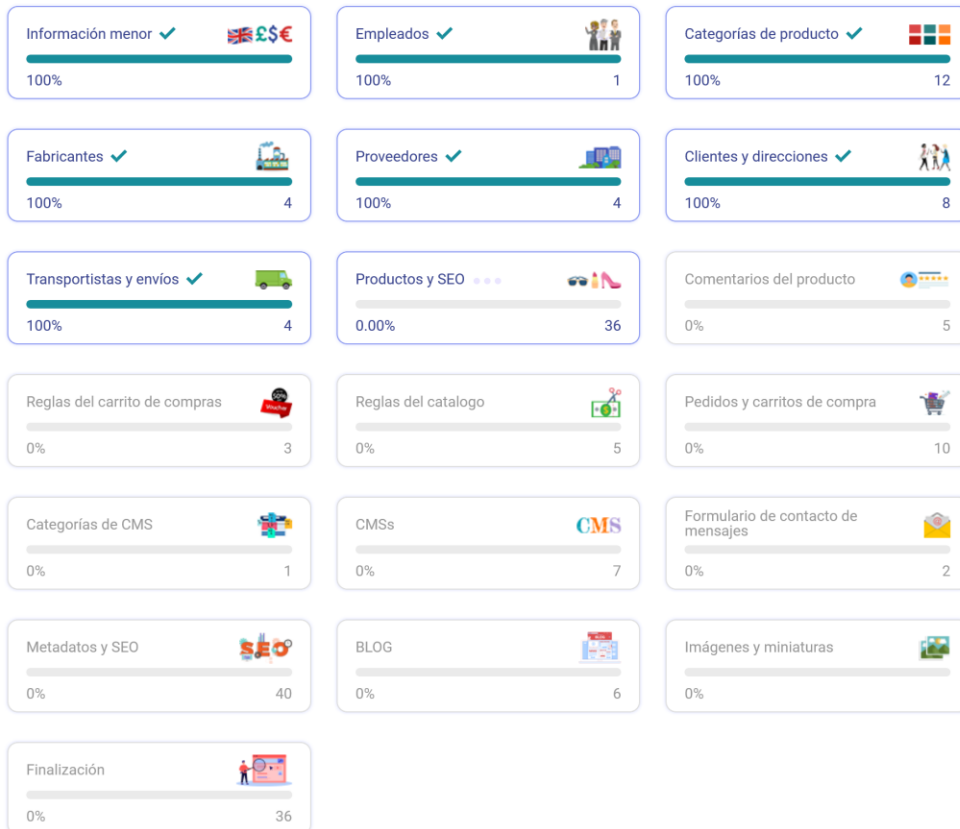 Información menor
£$€
100%
Empleados
100% 1
Categorías de producto
100% 12
Fabricantes
100% 4
Proveedores
100% 4
Clientes y direcciones
100% 8
Transportistas y envíos
100% 4
Productos y SEO
0.00% 36
Comentarios del producto
0% 5
Reglas del carrito de compras
50%
Voucher
0% 3
Reglas del catalogo
$
0% 5
Pedidos y carritos de compra
0% 10
Categorías de CMS
0% 1
CMSs
CMS
0% 7
Formulario de contacto de
mensajes
@
0% 2
Metadatos y SEO
SEO
0% 40
BLOG
BLOG
0% 6
Imágenes y miniaturas
0%
Finalización
0% 36